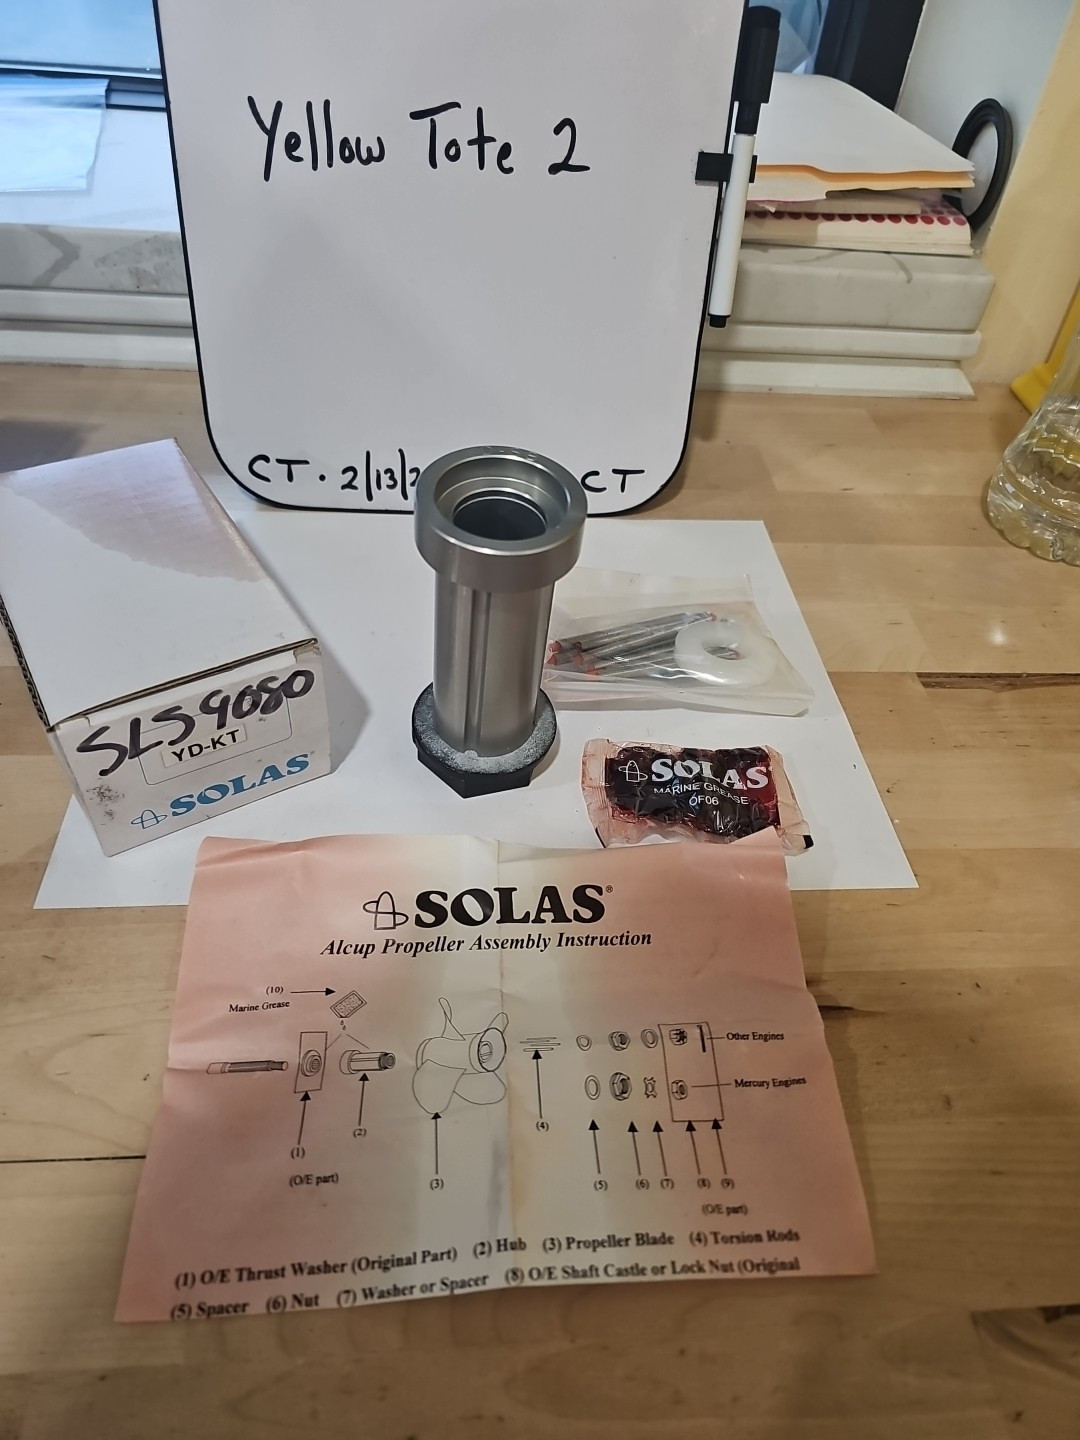 Yellow Tote 2
CT. 2/13/2
CT
SLS9080
YD-KT
SOLAS
SOLAS
MARINE GREASE
OF06
SOLAS®
Alcup Propeller Assembly Instruction
(10)
Marine Grease
Other Engines
Mercury Engines
(1)
(O/E part)
(2)
(3)
(4)
(5)
(6)
(7)
(8)
(9)
(O/E part)
(1) O/E Thrust Washer (Original Part) (2) Hub (3) Propeller Blade (4) Torsion Rods
(5) Spacer (6) Nut (7) Washer or Spacer (8) O/E Shaft Castle or Lock Nut (Original